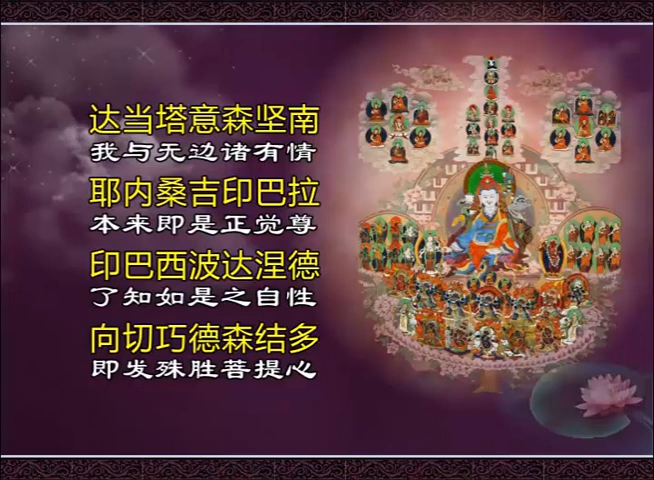 达当塔意森坚南
我与无边诸有情
耶内桑吉印巴拉
本来即是正觉尊
印巴西波达涅德
了知如是之自性
向切巧德森结多
即发殊胜菩提心